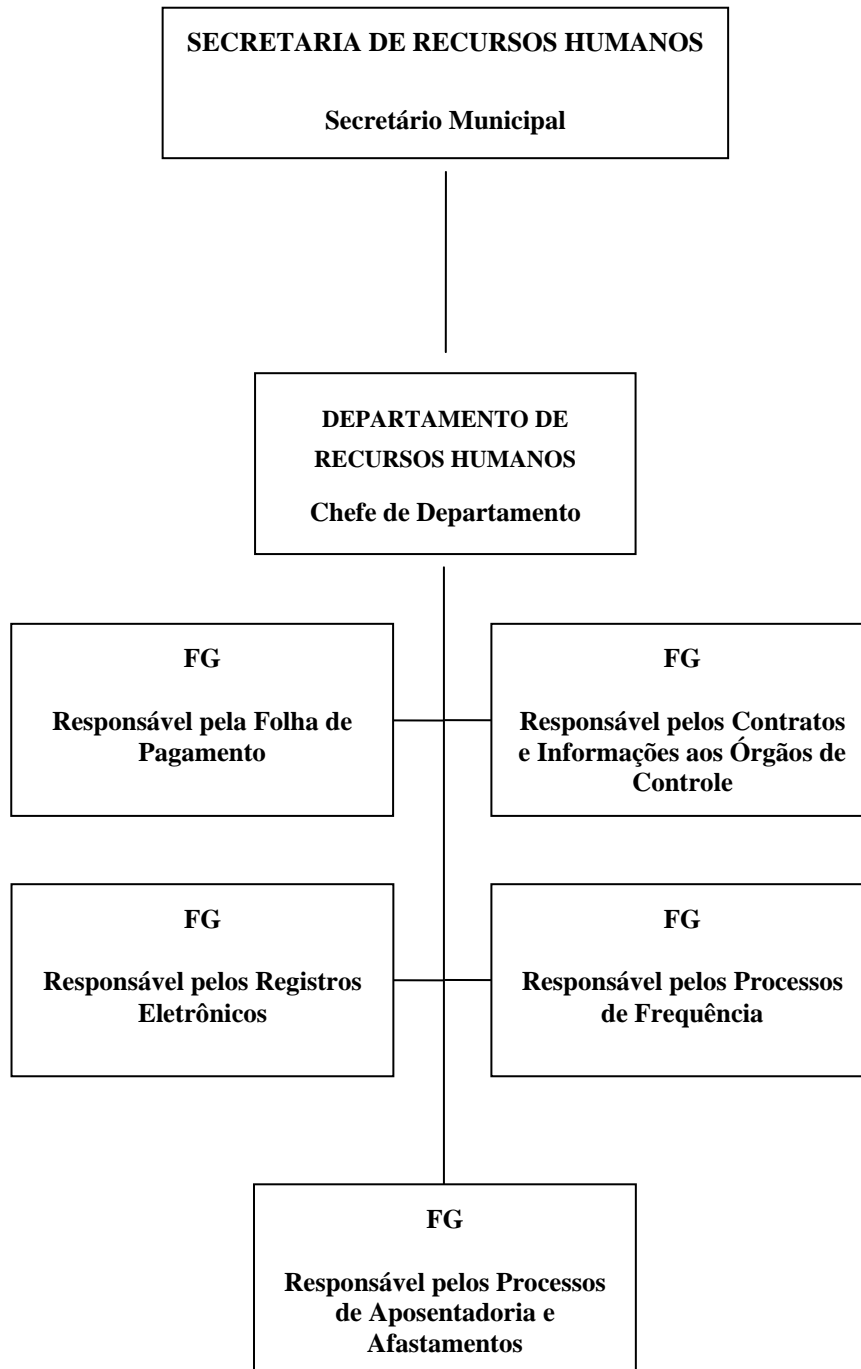 SECRETARIA DE RECURSOS HUMANOS
Secretário Municipal
DEPARTAMENTO DE
RECURSOS HUMANOS
Chefe de Departamento
FG
Responsável pela Folha de
Pagamento
FG
Responsável pelos Contratos
e Informações aos Órgãos de
Controle
FG
Responsável pelos Registros
Eletrônicos
FG
Responsável pelos Processos
de Frequência
FG
Responsável pelos Processos
de Aposentadoria e
Afastamentos